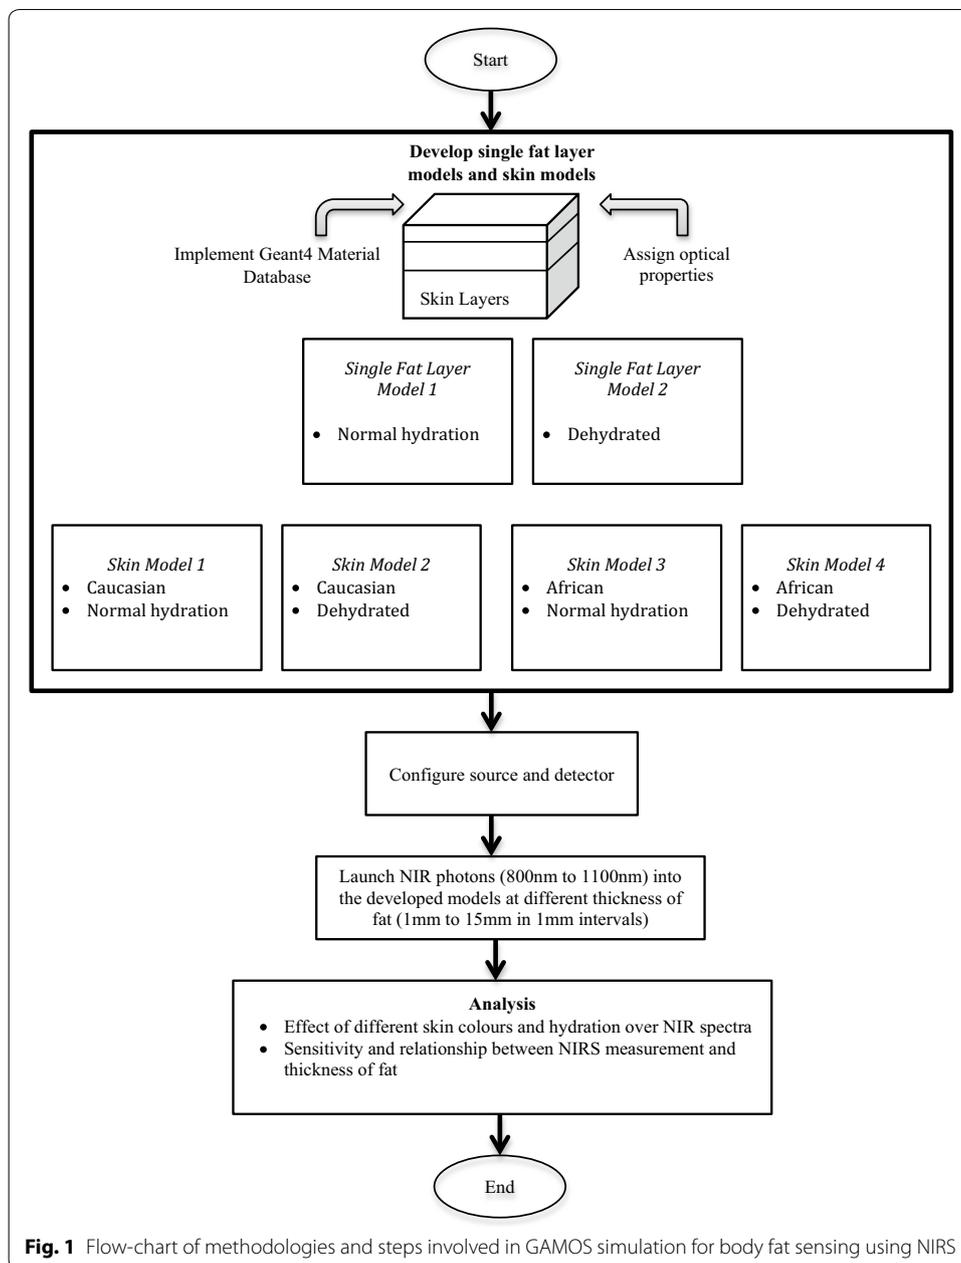 Start
Develop single fat layer
models and skin models
Implement Geant4 Material
Database
Assign optical
properties
Skin Layers
Single Fat Layer
Model 1
• Normal hydration
Single Fat Layer
Model 2
• Dehydrated
Skin Model 1
• Caucasian
• Normal hydration
Skin Model 2
• Caucasian
• Dehydrated
Skin Model 3
• African
• Normal hydration
Skin Model 4
• African
• Dehydrated
Configure source and detector
Launch NIR photons (800nm to 1100nm) into
the developed models at different thickness of
fat (1mm to 15mm in 1mm intervals)
Analysis
• Effect of different skin colours and hydration over NIR spectra
• Sensitivity and relationship between NIRS measurement and
thickness of fat
End
Fig. 1 Flow-chart of methodologies and steps involved in GAMOS simulation for body fat sensing using NIRS